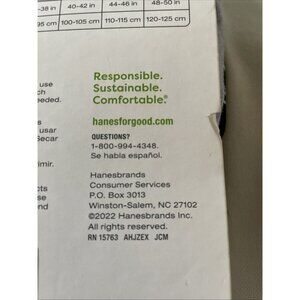 -38 in 40-42 in 44-46 in 48-50 in
95 cm 100-105 cm 110-115 cm 120-125 cm
Responsible.
Sustainable.
Comfortable.®
hanesforgood.com
QUESTIONS?
1-800-994-4348.
Se habla español.
Hanesbrands
Consumer Services
P.O. Box 3013
Winston-Salem, NC 27102
©2022 Hanesbrands Inc.
All rights reserved.
RN 15763 AHJZEX JCM
use
eded.
usar
Secar
imir.
cts
se
nd